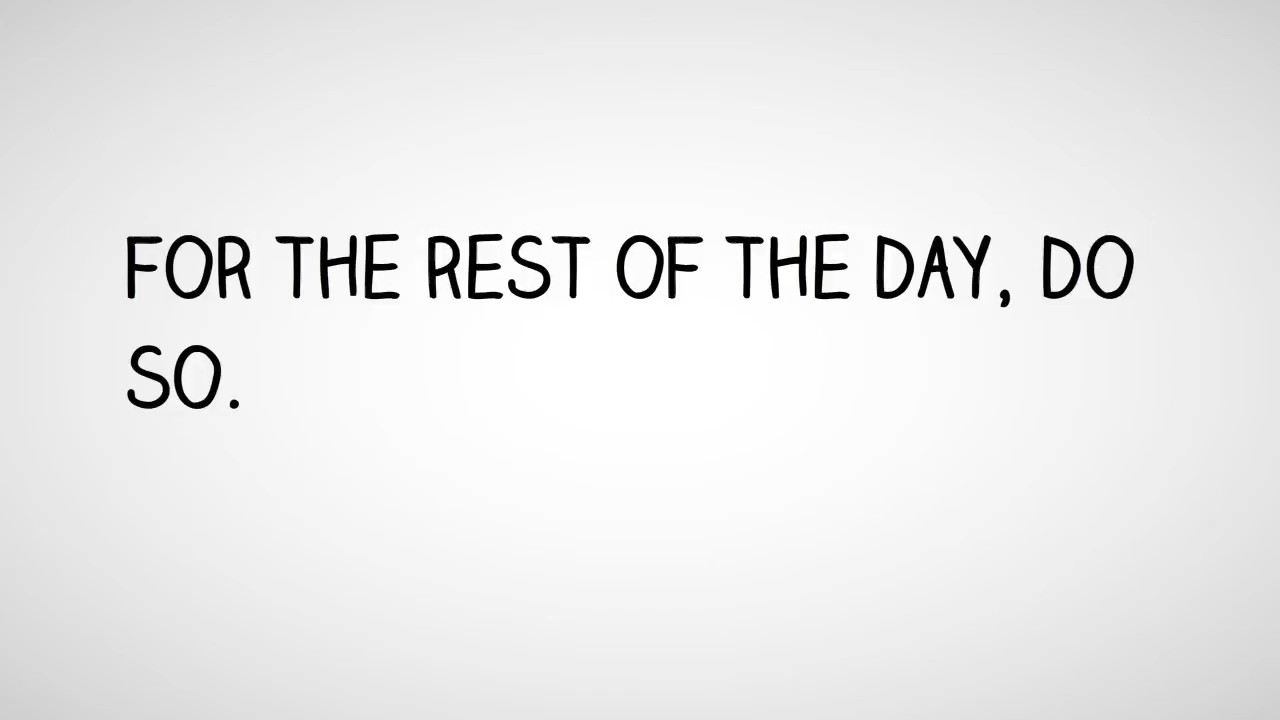 FOR THE REST OF THE DAY, DO
SO.